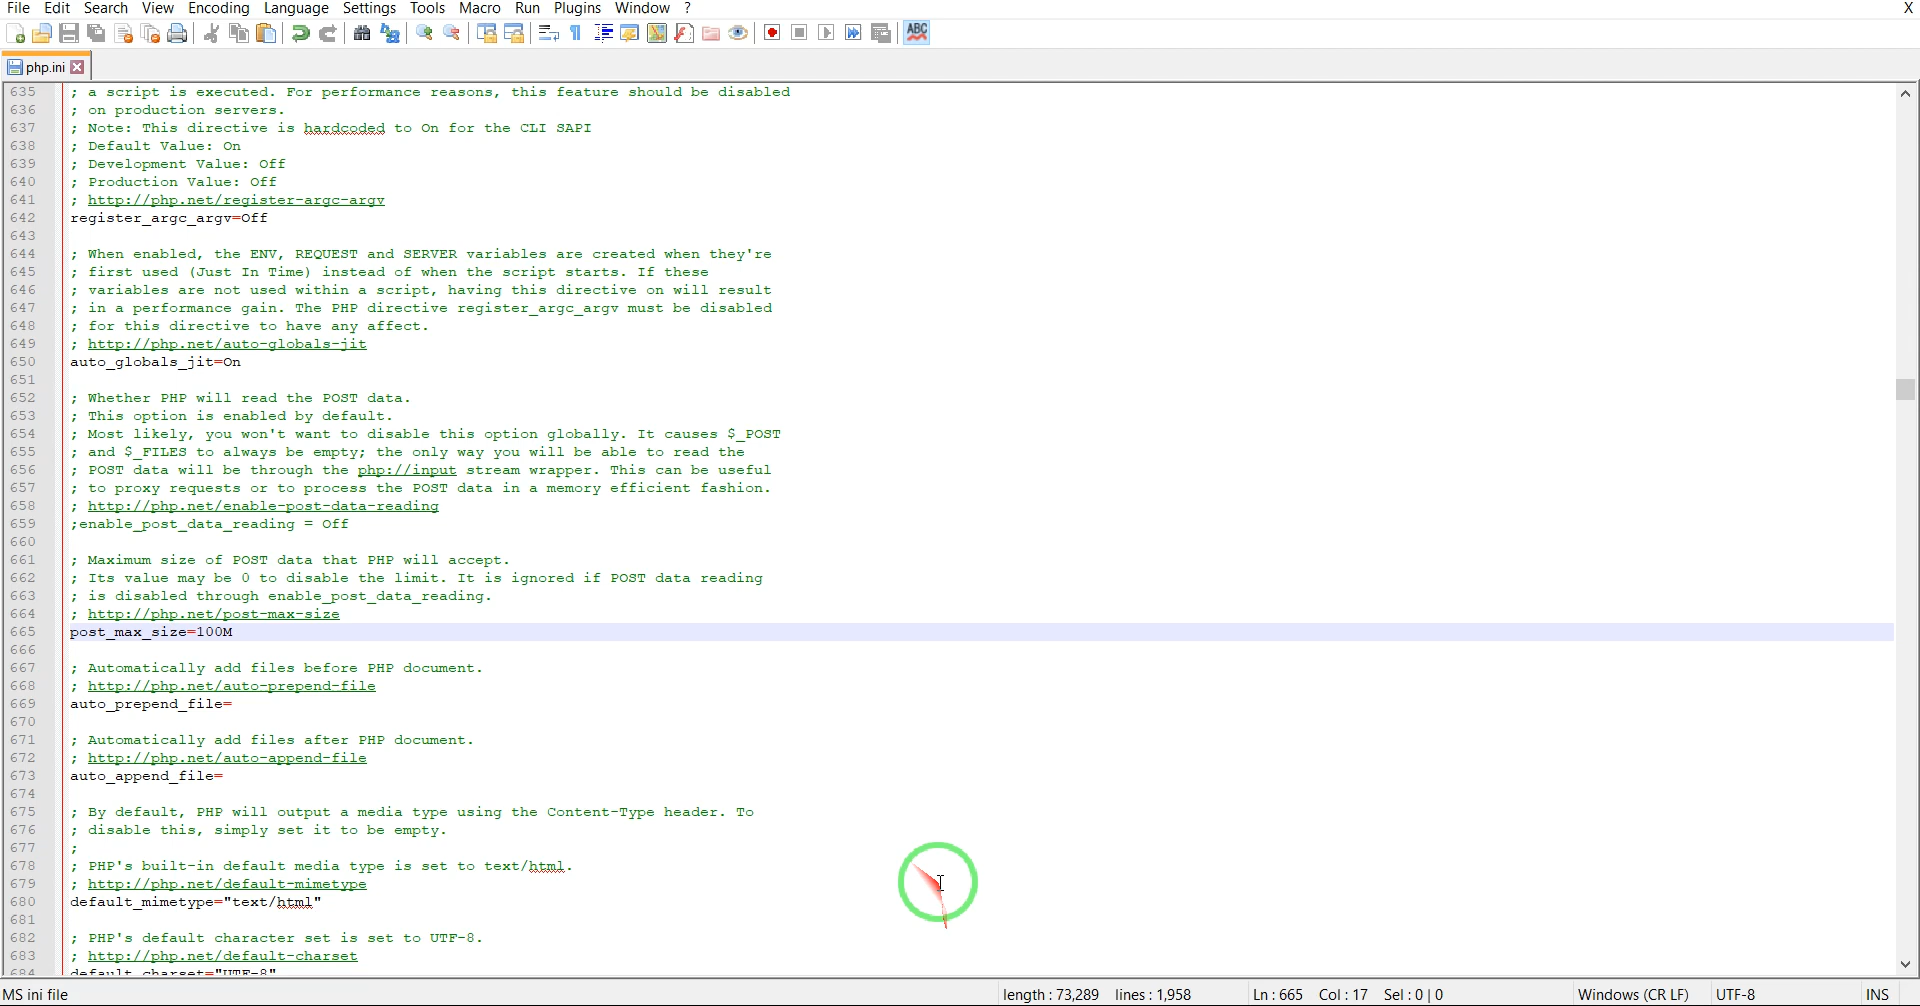 File Edit Search View Encoding Language Settings Tools Macro Run Plugins Window ? X
ABC
php.ini
635 ; a script is executed. For performance reasons, this feature should be disabled
636 ; on production servers.
637 ; Note: This directive is hardcoded to On for the CLI SAPI
638 ; Default Value: On
639 ; Development Value: Off
640 ; Production Value: Off
641 ; http://php.net/register-argc-argv
642 register_argc_argv=Off
643
644 ; When enabled, the ENV, REQUEST and SERVER variables are created when they're
645 ; first used (Just In Time) instead of when the script starts. If these
646 ; variables are not used within a script, having this directive on will result
647 ; in a performance gain. The PHP directive register_argc_argv must be disabled
648 ; for this directive to have any affect.
649 ; http://php.net/auto-globals-jit
650 auto_globals_jit=On
651
652 ; Whether PHP will read the POST data.
653 ; This option is enabled by default.
654 ; Most likely, you won't want to disable this option globally. It causes $_POST
655 ; and $_FILES to always be empty; the only way you will be able to read the
656 ; POST data will be through the php://input stream wrapper. This can be useful
657 ; to proxy requests or to process the POST data in a memory efficient fashion.
658 ; http://php.net/enable-post-data-reading
659 ;enable_post_data_reading = Off
660
661 ; Maximum size of POST data that PHP will accept.
662 ; Its value may be 0 to disable the limit. It is ignored if POST data reading
663 ; is disabled through enable_post_data_reading.
664 ; http://php.net/post-max-size
665 post_max_size=100M
666
667 ; Automatically add files before PHP document.
668 ; http://php.net/auto-prepend-file
669 auto_prepend_file=
670
671 ; Automatically add files after PHP document.
672 ; http://php.net/auto-append-file
673 auto_append_file=
674
675 ; By default, PHP will output a media type using the Content-Type header. To
676 ; disable this, simply set it to be empty.
677 ;
678 ; PHP's built-in default media type is set to text/html.
679 ; http://php.net/default-mimetype
680 default_mimetype="text/html"
681
682 ; PHP's default character set is set to UTF-8.
683 ; http://php.net/default-charset
684 default_charset="UTF-8"
MS ini file length : 73,289 lines : 1,958 Ln : 665 Col : 17 Sel : 0 | 0 Windows (CR LF) UTF-8 INS